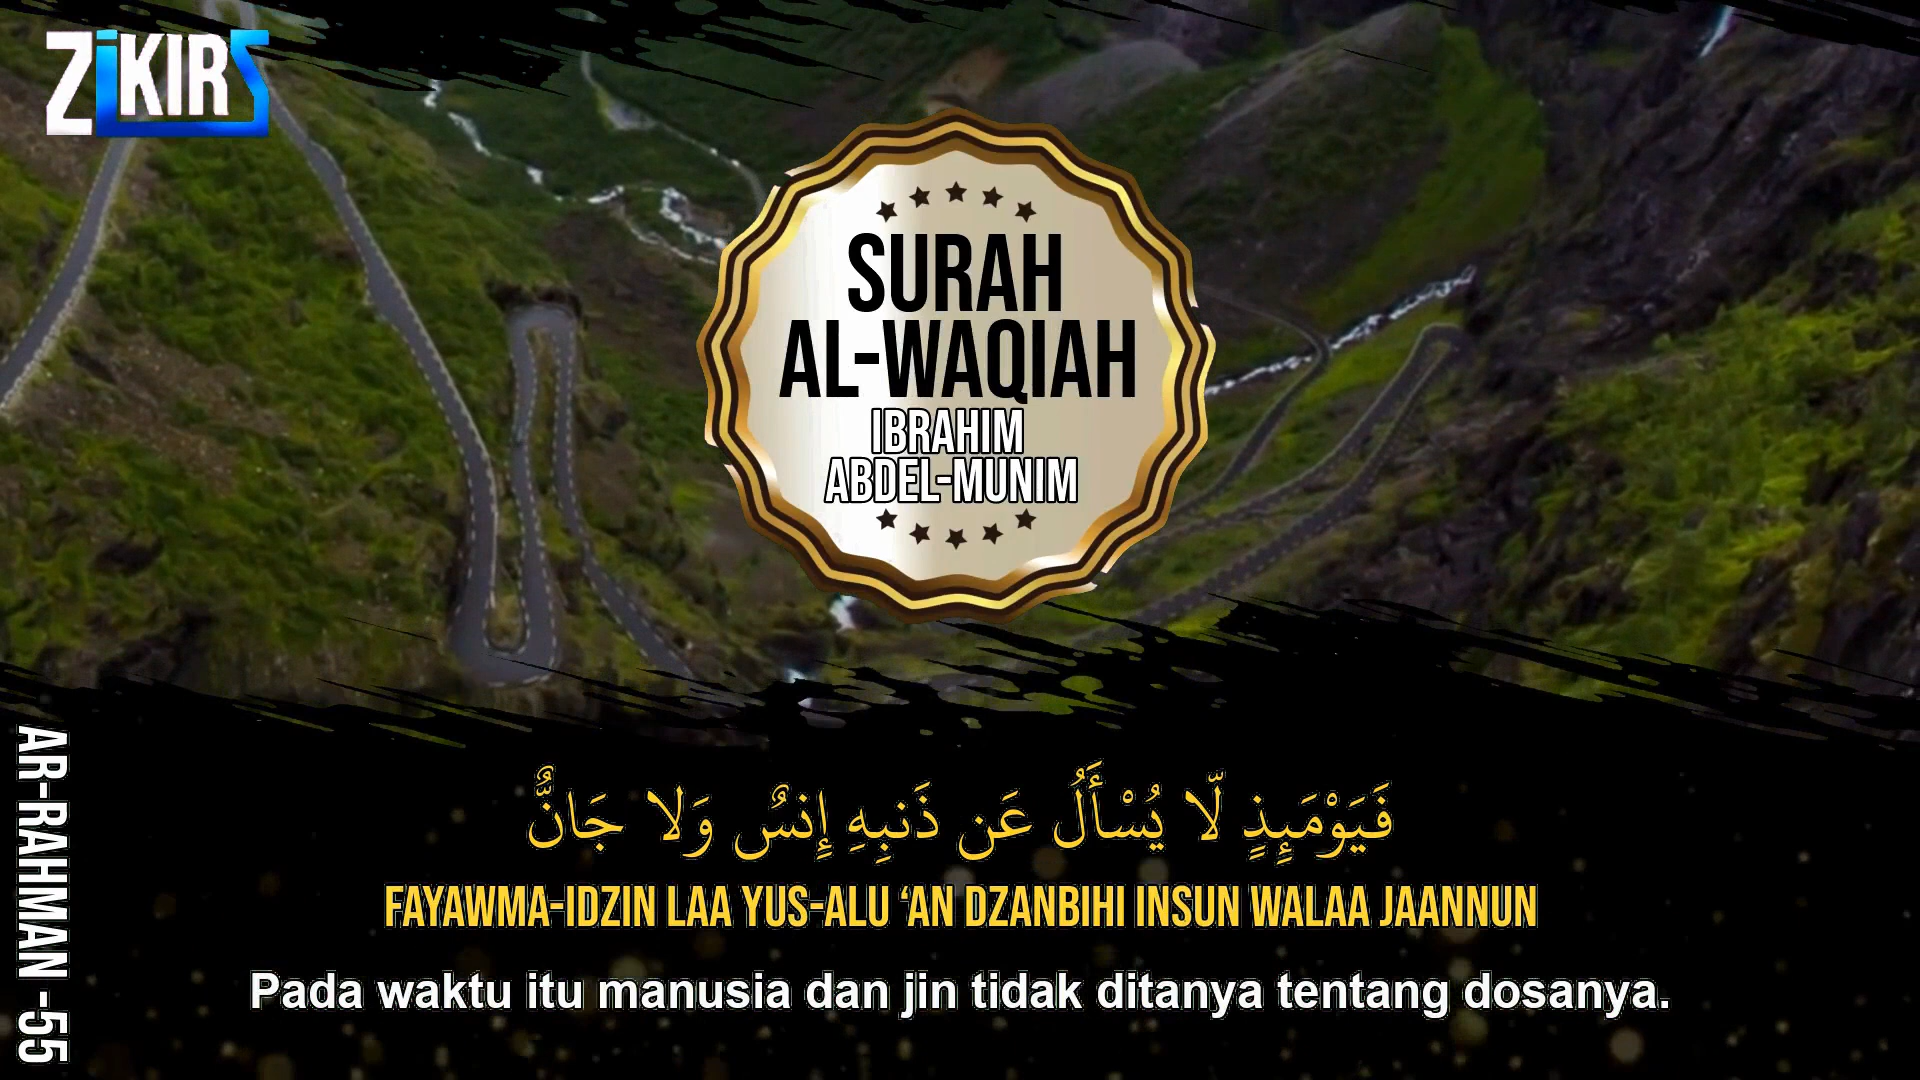 ZIKIRS
SURAH
AL-WAQIAH
IBRAHIM
ABDEL-MUNIM
AR-RAHMAN -55
فَيَوْمَىِٕذٍ لَّا يُسْأَلُ عَن ذَنبِهِ إِنسٌ وَلَا جَانٌّ
FAYAWMA-IDZIN LAA YUS-ALU ‘AN DZANBIHI INSUN WALAA JAANNUN
Pada waktu itu manusia dan jin tidak ditanya tentang dosanya.